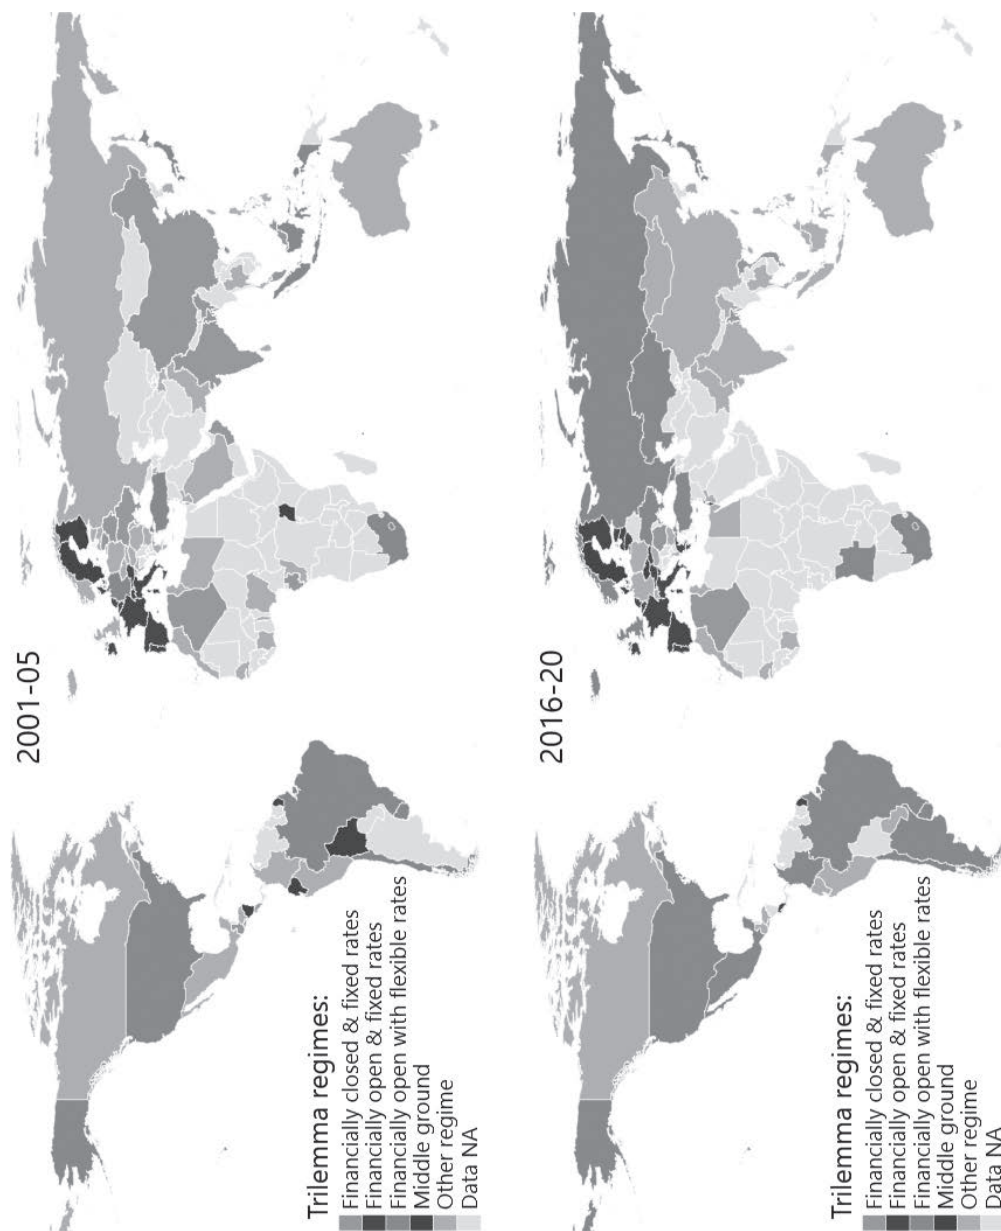 2001-05
Trilemma regimes:
Financially closed & fixed rates
Financially open & fixed rates
Financially open with flexible rates
Middle ground
Other regime
Data NA
2016-20
Trilemma regimes:
Financially closed & fixed rates
Financially open & fixed rates
Financially open with flexible rates
Middle ground
Other regime
Data NA